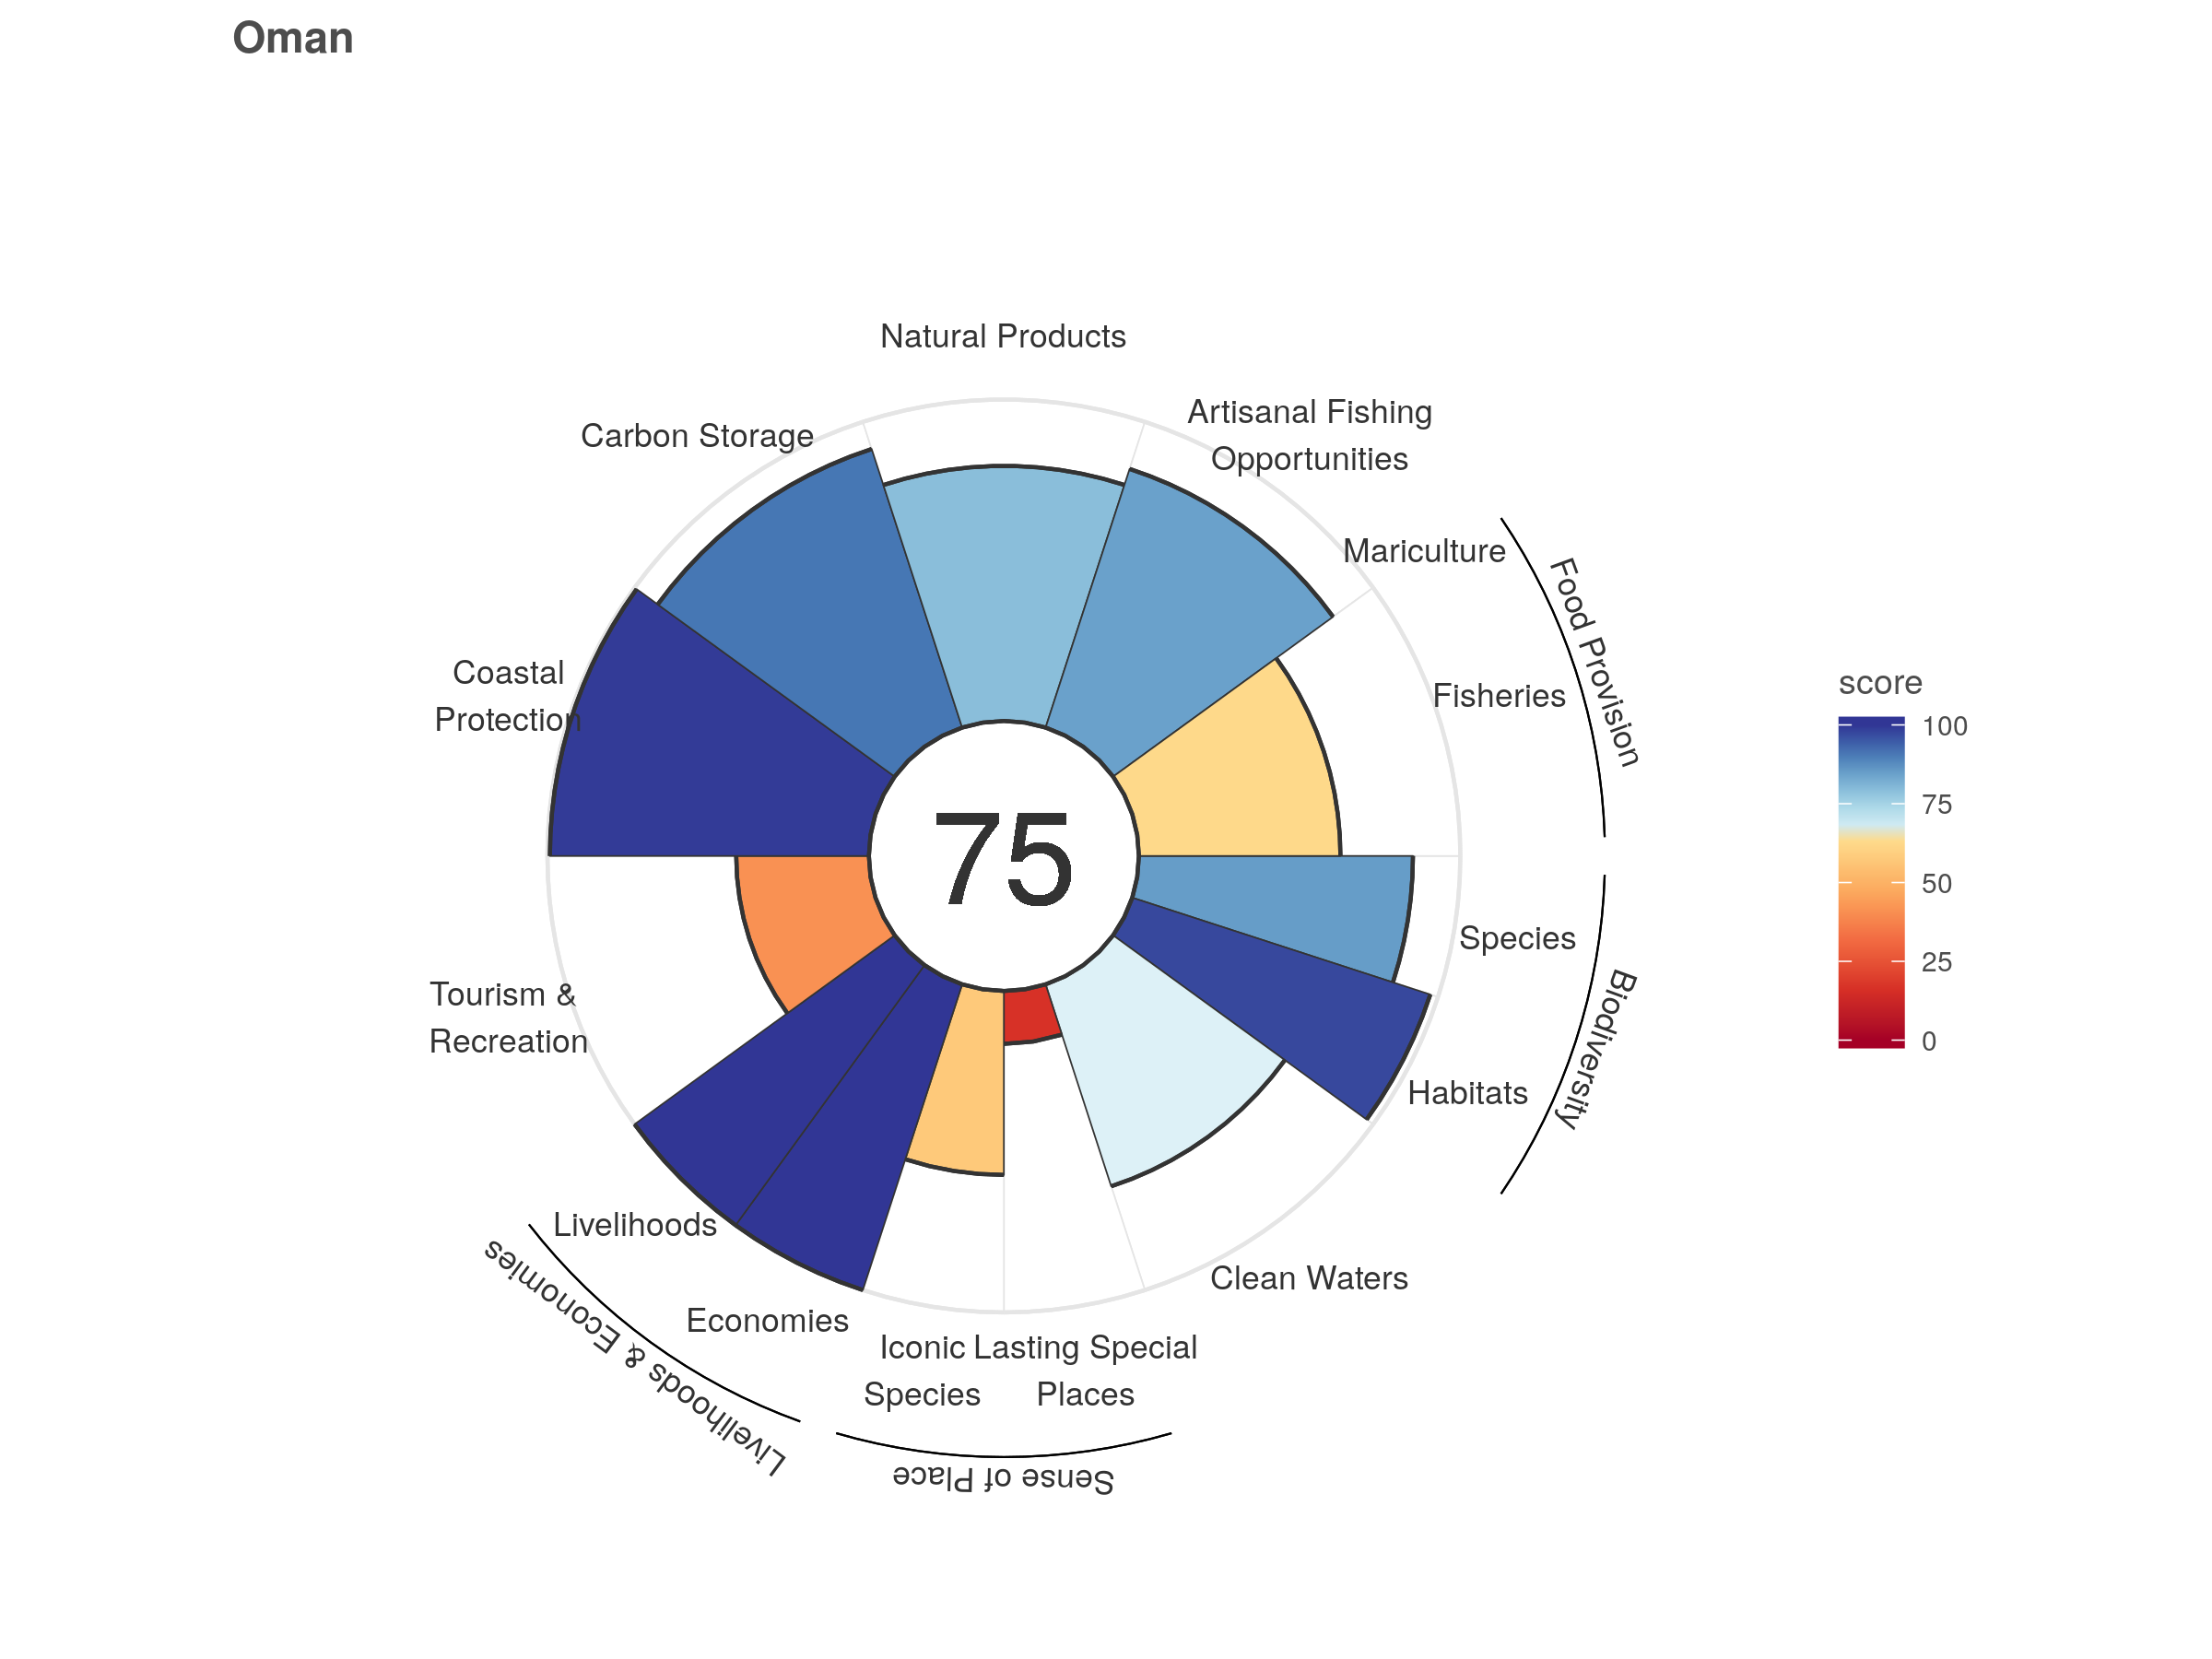 Oman
Natural Products
Artisanal Fishing
Opportunities
Carbon Storage
Mariculture
Food Provision
Fisheries
Coastal
Protection
score
100
75
50
25
0
75
Species
Biodiversity
Habitats
Tourism &
Recreation
Livelihoods
Livelihoods & Economies
Clean Waters
Economies
Iconic
Species
Lasting Special
Places
Sense of Place